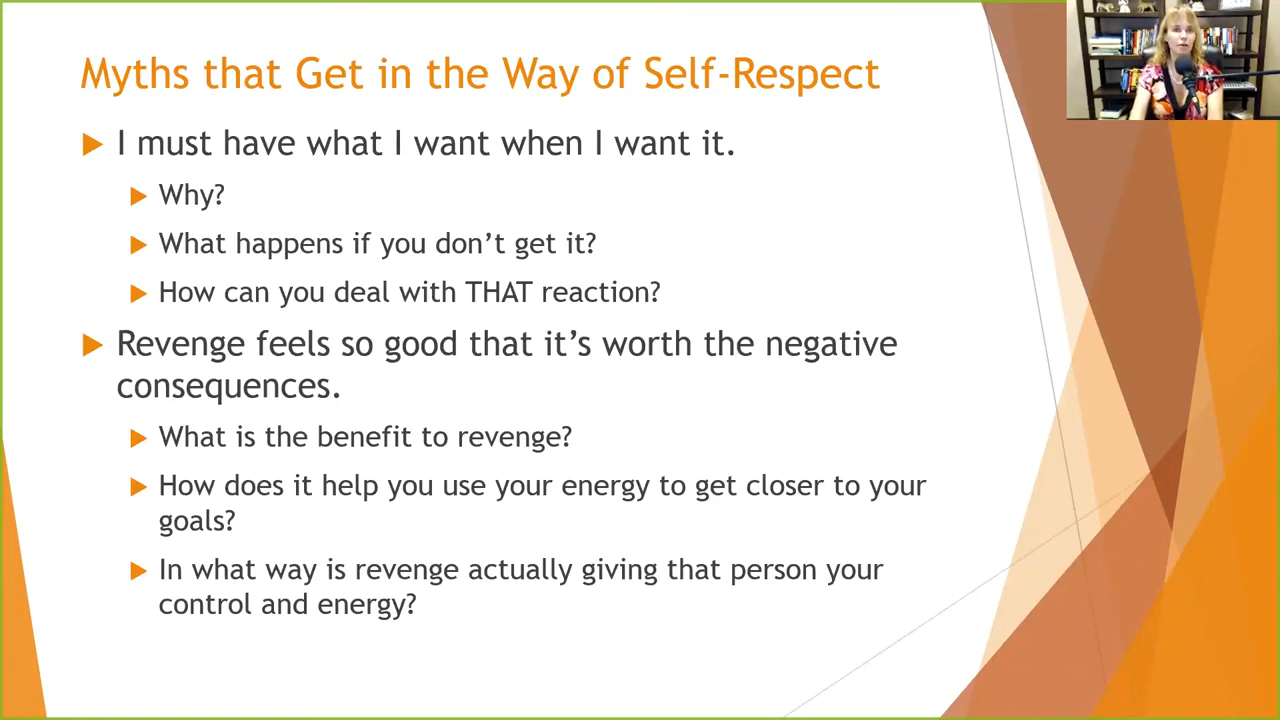 Myths that Get in the Way of Self-Respect
I must have what I want when I want it.
Why?
What happens if you don’t get it?
How can you deal with THAT reaction?
Revenge feels so good that it’s worth the negative
consequences.
What is the benefit to revenge?
How does it help you use your energy to get closer to your
goals?
In what way is revenge actually giving that person your
control and energy?